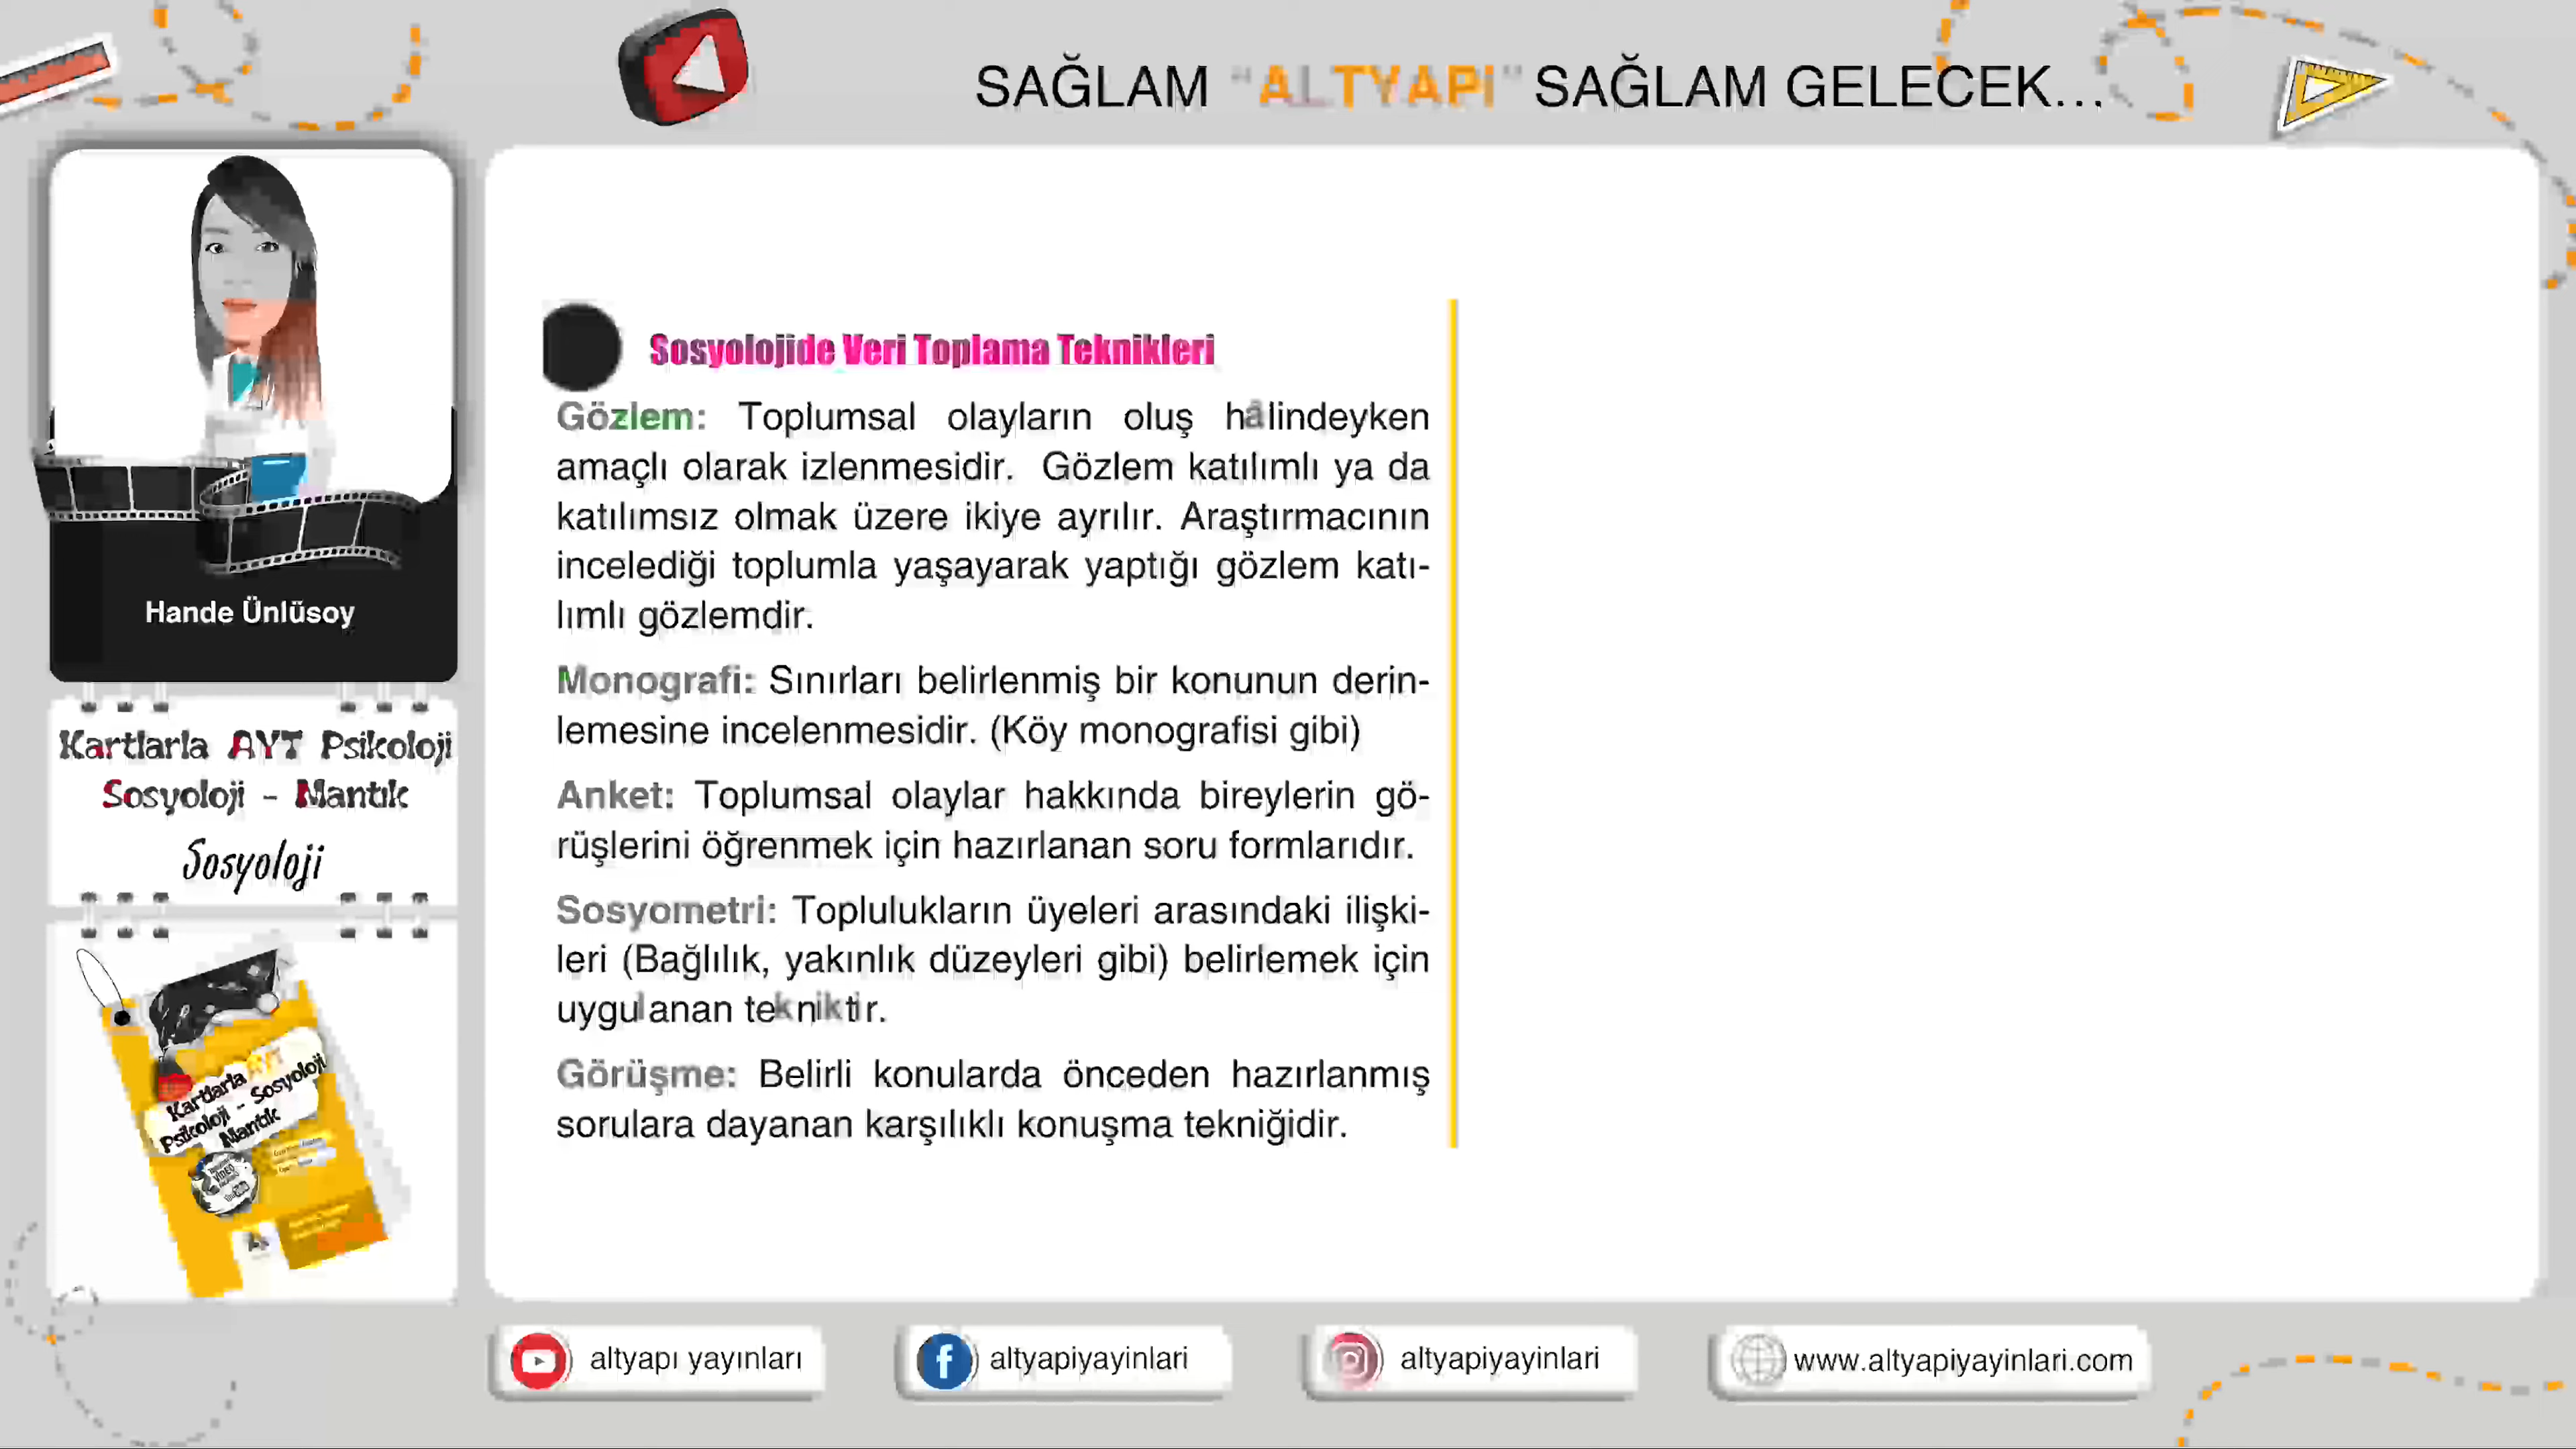 SAĞLAM "ALTYAPI" SAĞLAM GELECEK...
Hande Ünlüsoy
Kartlarla AYT Psikoloji
Sosyoloji - Mantık
Sosyoloji
Kartlarla AYT
Psikoloji - Sosyoloji
Mantık
VİDEO
Sosyolojide Veri Toplama Teknikleri
Gözlem: Toplumsal olayların oluş hâlindeyken
amaçlı olarak izlenmesidir. Gözlem katılımlı ya da
katılımsız olmak üzere ikiye ayrılır. Araştırmacının
incelediği toplumla yaşayarak yaptığı gözlem katı-
lımlı gözlemdir.
Monografi: Sınırları belirlenmiş bir konunun derin-
lemesine incelenmesidir. (Köy monografisi gibi)
Anket: Toplumsal olaylar hakkında bireylerin gö-
rüşlerini öğrenmek için hazırlanan soru formlarıdır.
Sosyometri: Toplulukların üyeleri arasındaki ilişki-
leri (Bağlılık, yakınlık düzeyleri gibi) belirlemek için
uygulanan tekniktir.
Görüşme: Belirli konularda önceden hazırlanmış
sorulara dayanan karşılıklı konuşma tekniğidir.
altyapı yayınları
altyapiyayinlari
altyapiyayinlari
www.altyapiyayinlari.com